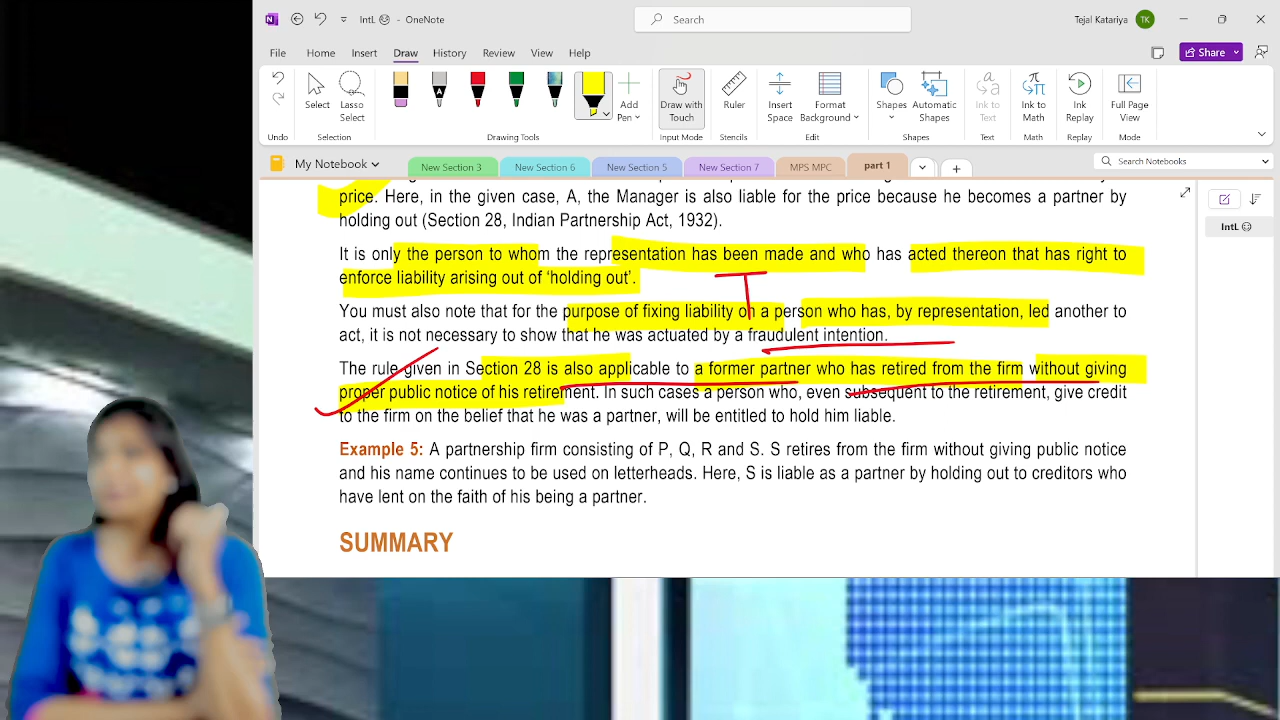 IntL - OneNote
Search
Tejal Katariya
TK
File Home Insert Draw History Review View Help
Share
Select
Lasso Select
Add Pen
Draw with Touch
Ruler
Insert Space
Format Background
Shapes
Automatic Shapes
Ink to Text
Ink to Math
Ink Replay
Full Page View
Undo Selection Drawing Tools Input Mode Stencils Edit Shapes Text Math Replay Mode
My Notebook
New Section 3 New Section 6 New Section 5 New Section 7 MPS MPC part 1
Search Notebooks
IntL
price. Here, in the given case, A, the Manager is also liable for the price because he becomes a partner by
holding out (Section 28, Indian Partnership Act, 1932).
It is only the person to whom the representation has been made and who has acted thereon that has right to
enforce liability arising out of ‘holding out’.
You must also note that for the purpose of fixing liability on a person who has, by representation, led another to
act, it is not necessary to show that he was actuated by a fraudulent intention.
The rule given in Section 28 is also applicable to a former partner who has retired from the firm without giving
proper public notice of his retirement. In such cases a person who, even subsequent to the retirement, give credit
to the firm on the belief that he was a partner, will be entitled to hold him liable.
Example 5: A partnership firm consisting of P, Q, R and S. S retires from the firm without giving public notice
and his name continues to be used on letterheads. Here, S is liable as a partner by holding out to creditors who
have lent on the faith of his being a partner.
SUMMARY